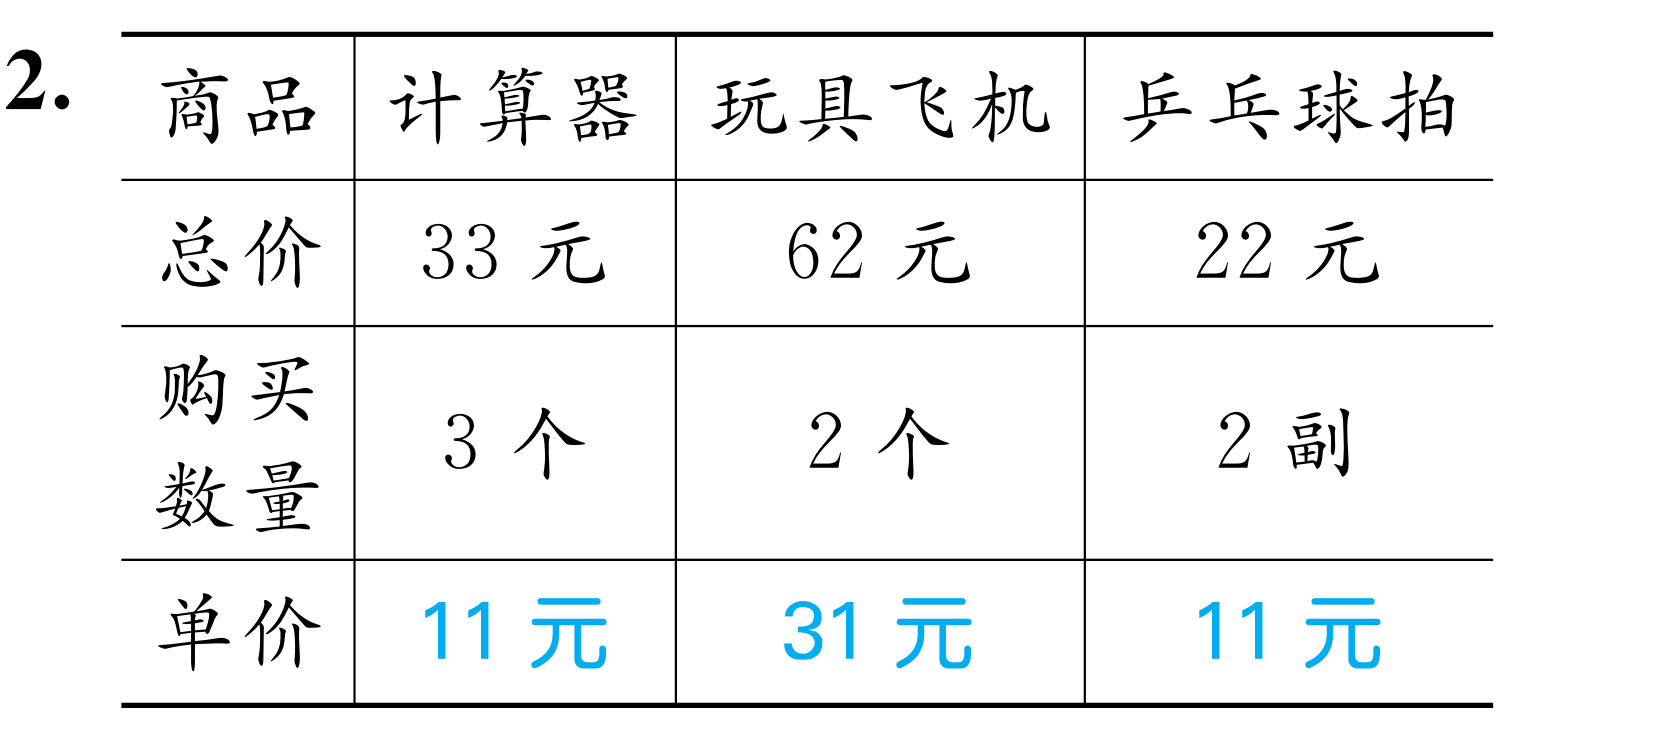 2.
商品 计算器 玩具飞机 乒乓球拍
总价 33 元 62 元 22 元
购买
数量 3 个 2 个 2 副
单价 11 元 31 元 11 元